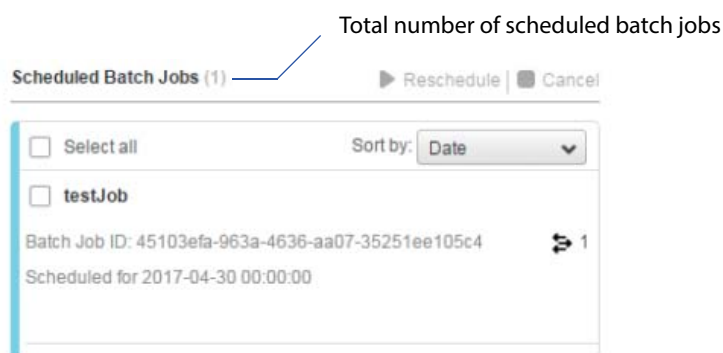 Total number of scheduled batch jobs
Scheduled Batch Jobs (1) Reschedule | Cancel
Select all Sort by: Date
testJob
Batch Job ID: 45103efa-963a-4636-aa07-35251ee105c4 1
Scheduled for 2017-04-30 00:00:00